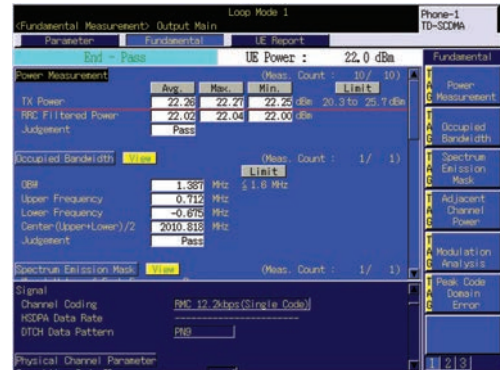 Loop Mode 1
<Fundamental Measurement> Output Main
Phone-1
TD-SCDMA
Parameter Fundamental UE Report
End - Pass UE Power : 22.0 dBm Fundamental
Power Measurement (Meas. Count : 10/ 10)
Avg. Max. Min. Limit
TX Power 22.26 22.27 22.25 dBm 20.3 to 25.7 dBm
RRC Filtered Power 22.02 22.04 22.00 dBm
Judgement Pass
Occupied Bandwidth View (Meas. Count : 1/ 1)
Limit
OBW 1.387 MHz ≦1.6 MHz
Upper Frequency 0.712 MHz
Lower Frequency -0.675 MHz
Center(Upper+Lower)/2 2010.818 MHz
Judgement Pass
Spectrum Emission Mask View (Meas. Count : 1/ 1)
Signal
Channel Coding RMC 12.2kbps(Single Code)
HSDPA Data Rate --------------------
DTCH Data Pattern PN9
Physical Channel Parameter
TAG Power Measurement
TAG Occupied Bandwidth
TAG Spectrum Emission Mask
TAG Adjacent Channel Power
TAG Modulation Analysis
TAG Peak Code Domain Error
1 2 3